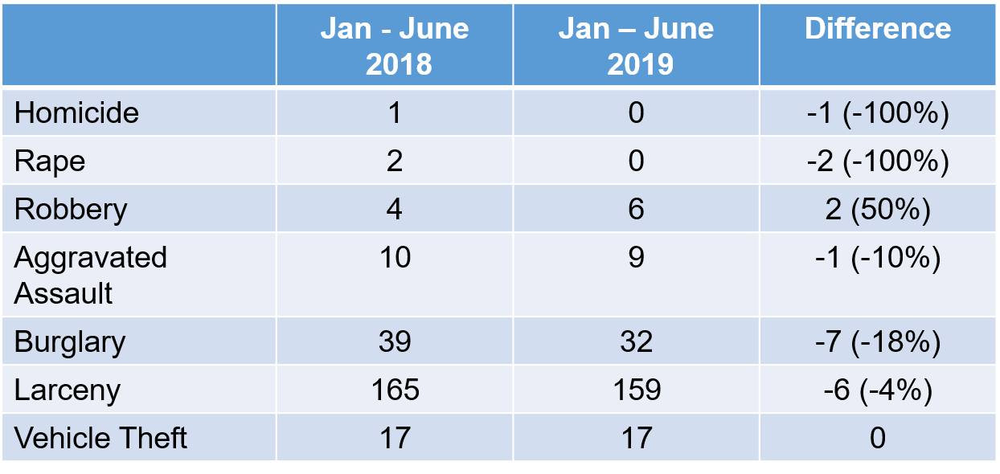 Jan - June 2018 Jan – June 2019 Difference
Homicide 1 0 -1 (-100%)
Rape 2 0 -2 (-100%)
Robbery 4 6 2 (50%)
Aggravated Assault 10 9 -1 (-10%)
Burglary 39 32 -7 (-18%)
Larceny 165 159 -6 (-4%)
Vehicle Theft 17 17 0